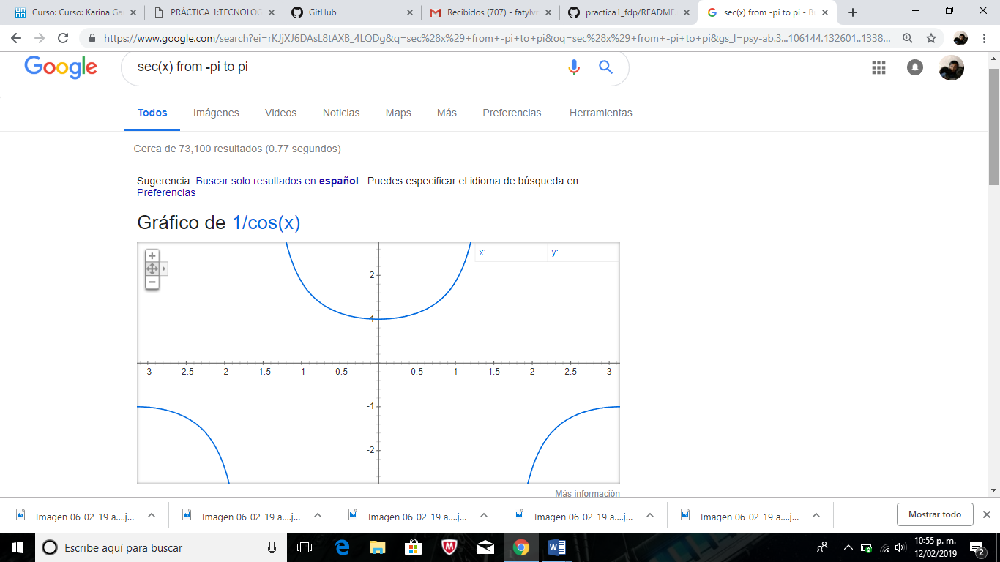 Curso: Curso: Karina Ga
PRÁCTICA 1:TECNOLOG
GitHub
Recibidos (707) - fatylvr
practica1_fdp/README.
sec(x) from -pi to pi - B
https://www.google.com/search?ei=rKJjXJ6DAsL8tAXB_4LQDg&q=sec%28x%29+from+-pi+to+pi&oq=sec%28x%29+from+-pi+to+pi&gs_l=psy-ab.3...106144.132601..1338...
Google
sec(x) from -pi to pi
Todos Imágenes Videos Noticias Maps Más Preferencias Herramientas
Cerca de 73,100 resultados (0.77 segundos)
Sugerencia: Buscar solo resultados en español . Puedes especificar el idioma de búsqueda en
Preferencias
Gráfico de 1/cos(x)
x: y:
2
1
-3 -2.5 -2 -1.5 -1 -0.5 0.5 1 1.5 2 2.5 3
-1
-2
Más información
Imagen 06-02-19 a....j... Imagen 06-02-19 a....j... Imagen 06-02-19 a....j... Imagen 06-02-19 a....j... Imagen 06-02-19 a....j... Mostrar todo
Escribe aquí para buscar
10:55 p. m.
12/02/2019
2